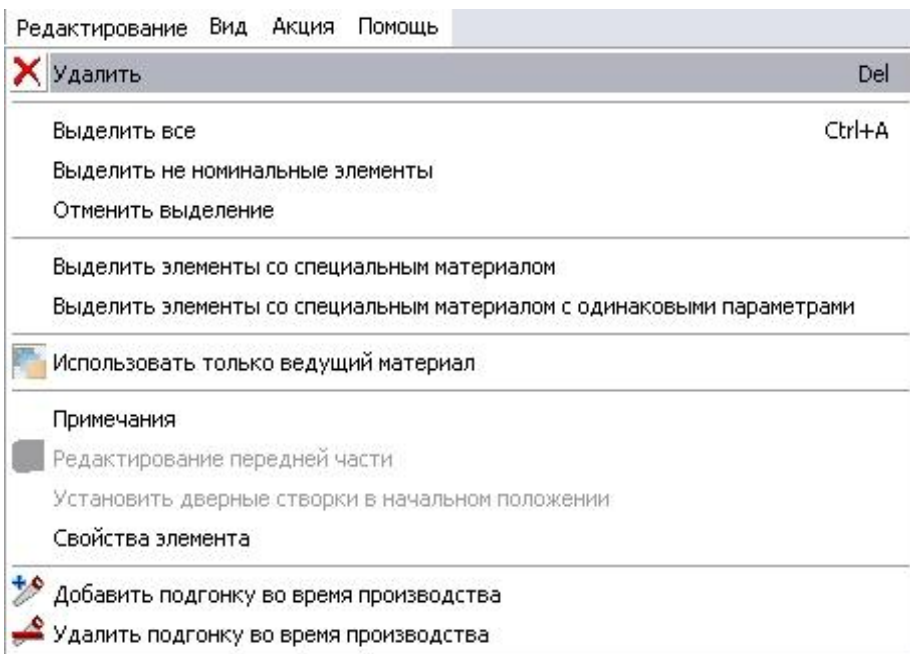 Редактирование Вид Акция Помощь
Удалить Del
Выделить все Ctrl+A
Выделить не номинальные элементы
Отменить выделение
Выделить элементы со специальным материалом
Выделить элементы со специальным материалом с одинаковыми параметрами
Использовать только ведущий материал
Примечания
Редактирование передней части
Установить дверные створки в начальном положении
Свойства элемента
Добавить подгонку во время производства
Удалить подгонку во время производства